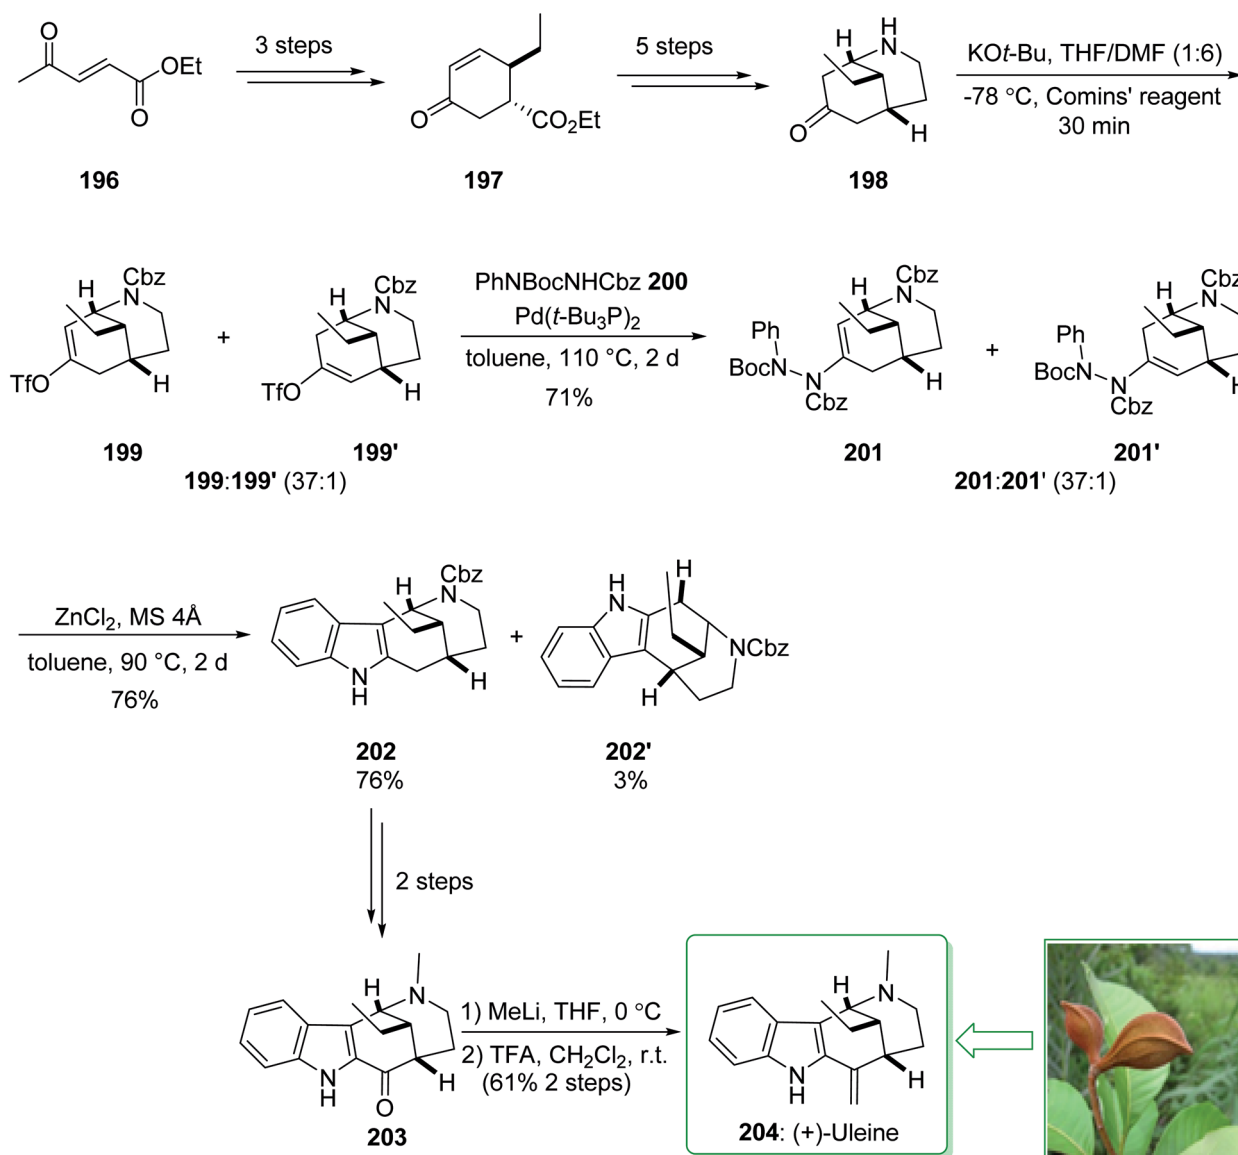 O
OEt
O
196
3 steps
O
CO2Et
197
5 steps
H
H
N
O
H
198
KOt-Bu, THF/DMF (1:6)
-78 °C, Comins' reagent
30 min
Cbz
H
N
TfO
H
199
+
Cbz
H
N
TfO
H
199'
199:199' (37:1)
PhNBocNHCbz 200
Pd(t-Bu3P)2
toluene, 110 °C, 2 d
71%
Cbz
H
N
Ph
BocN
N
Cbz
H
201
+
Cbz
H
N
Ph
BocN
N
Cbz
H
201'
201:201' (37:1)
ZnCl2, MS 4Å
toluene, 90 °C, 2 d
76%
Cbz
H
N
N
H
H
202
76%
+
H
H
N
NCbz
H
202'
3%
2 steps
H
N
N
H
H
O
203
1) MeLi, THF, 0 °C
2) TFA, CH2Cl2, r.t.
(61% 2 steps)
H
N
N
H
H
204: (+)-Uleine